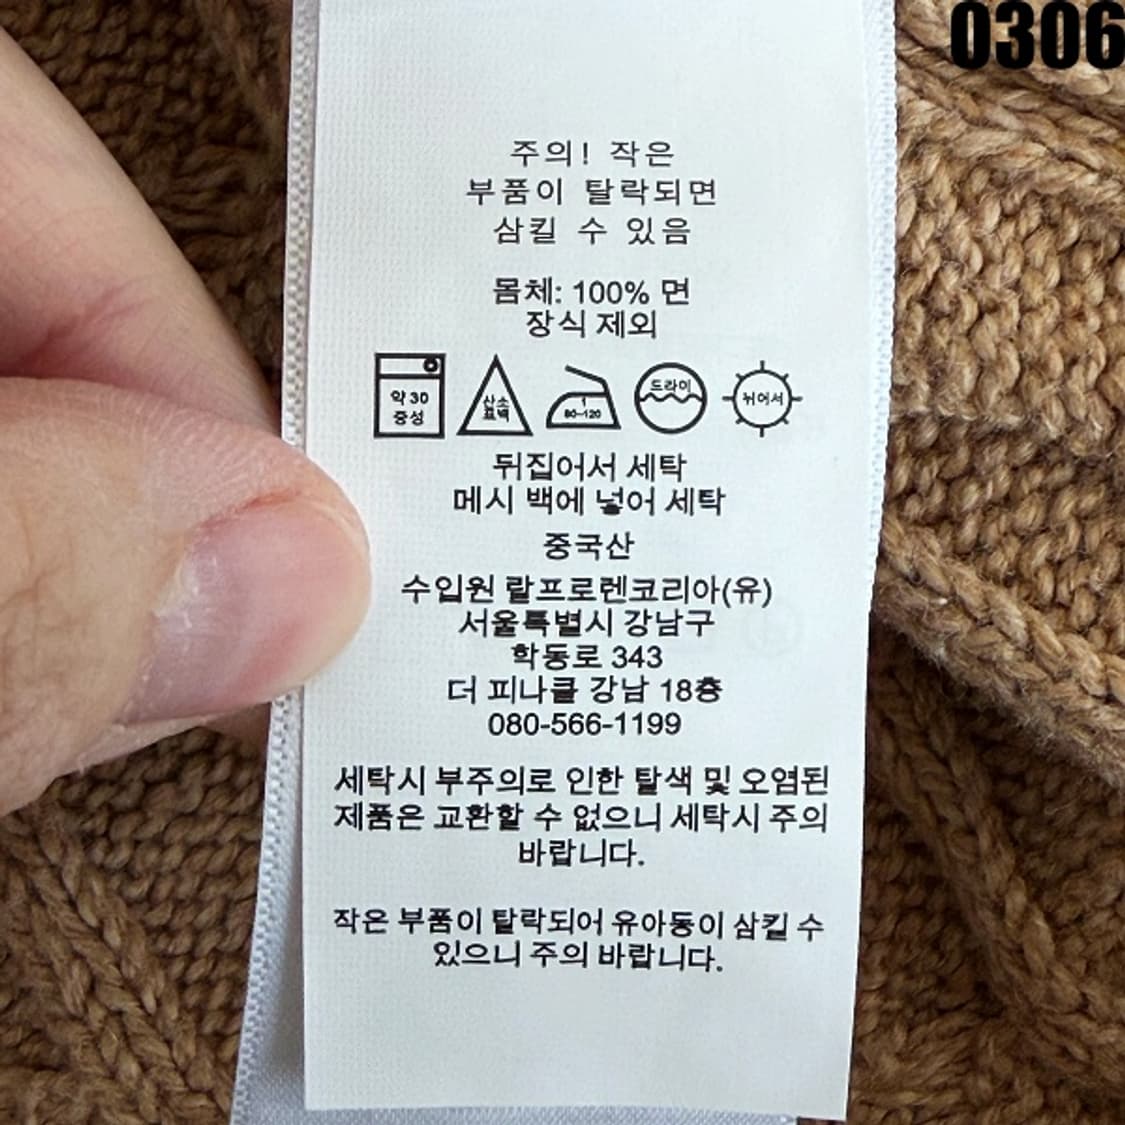 0306
주의! 작은
부품이 탈락되면
삼킬 수 있음
몸체: 100% 면
장식 제외
약 30
중성
산소
표백
1
80~120
드라이
뉘어서
뒤집어서 세탁
메시 백에 넣어 세탁
중국산
수입원 랄프로렌코리아(유)
서울특별시 강남구
학동로 343
더 피나클 강남 18층
080-566-1199
세탁시 부주의로 인한 탈색 및 오염된
제품은 교환할 수 없으니 세탁시 주의
바랍니다.
작은 부품이 탈락되어 유아동이 삼킬 수
있으니 주의 바랍니다.